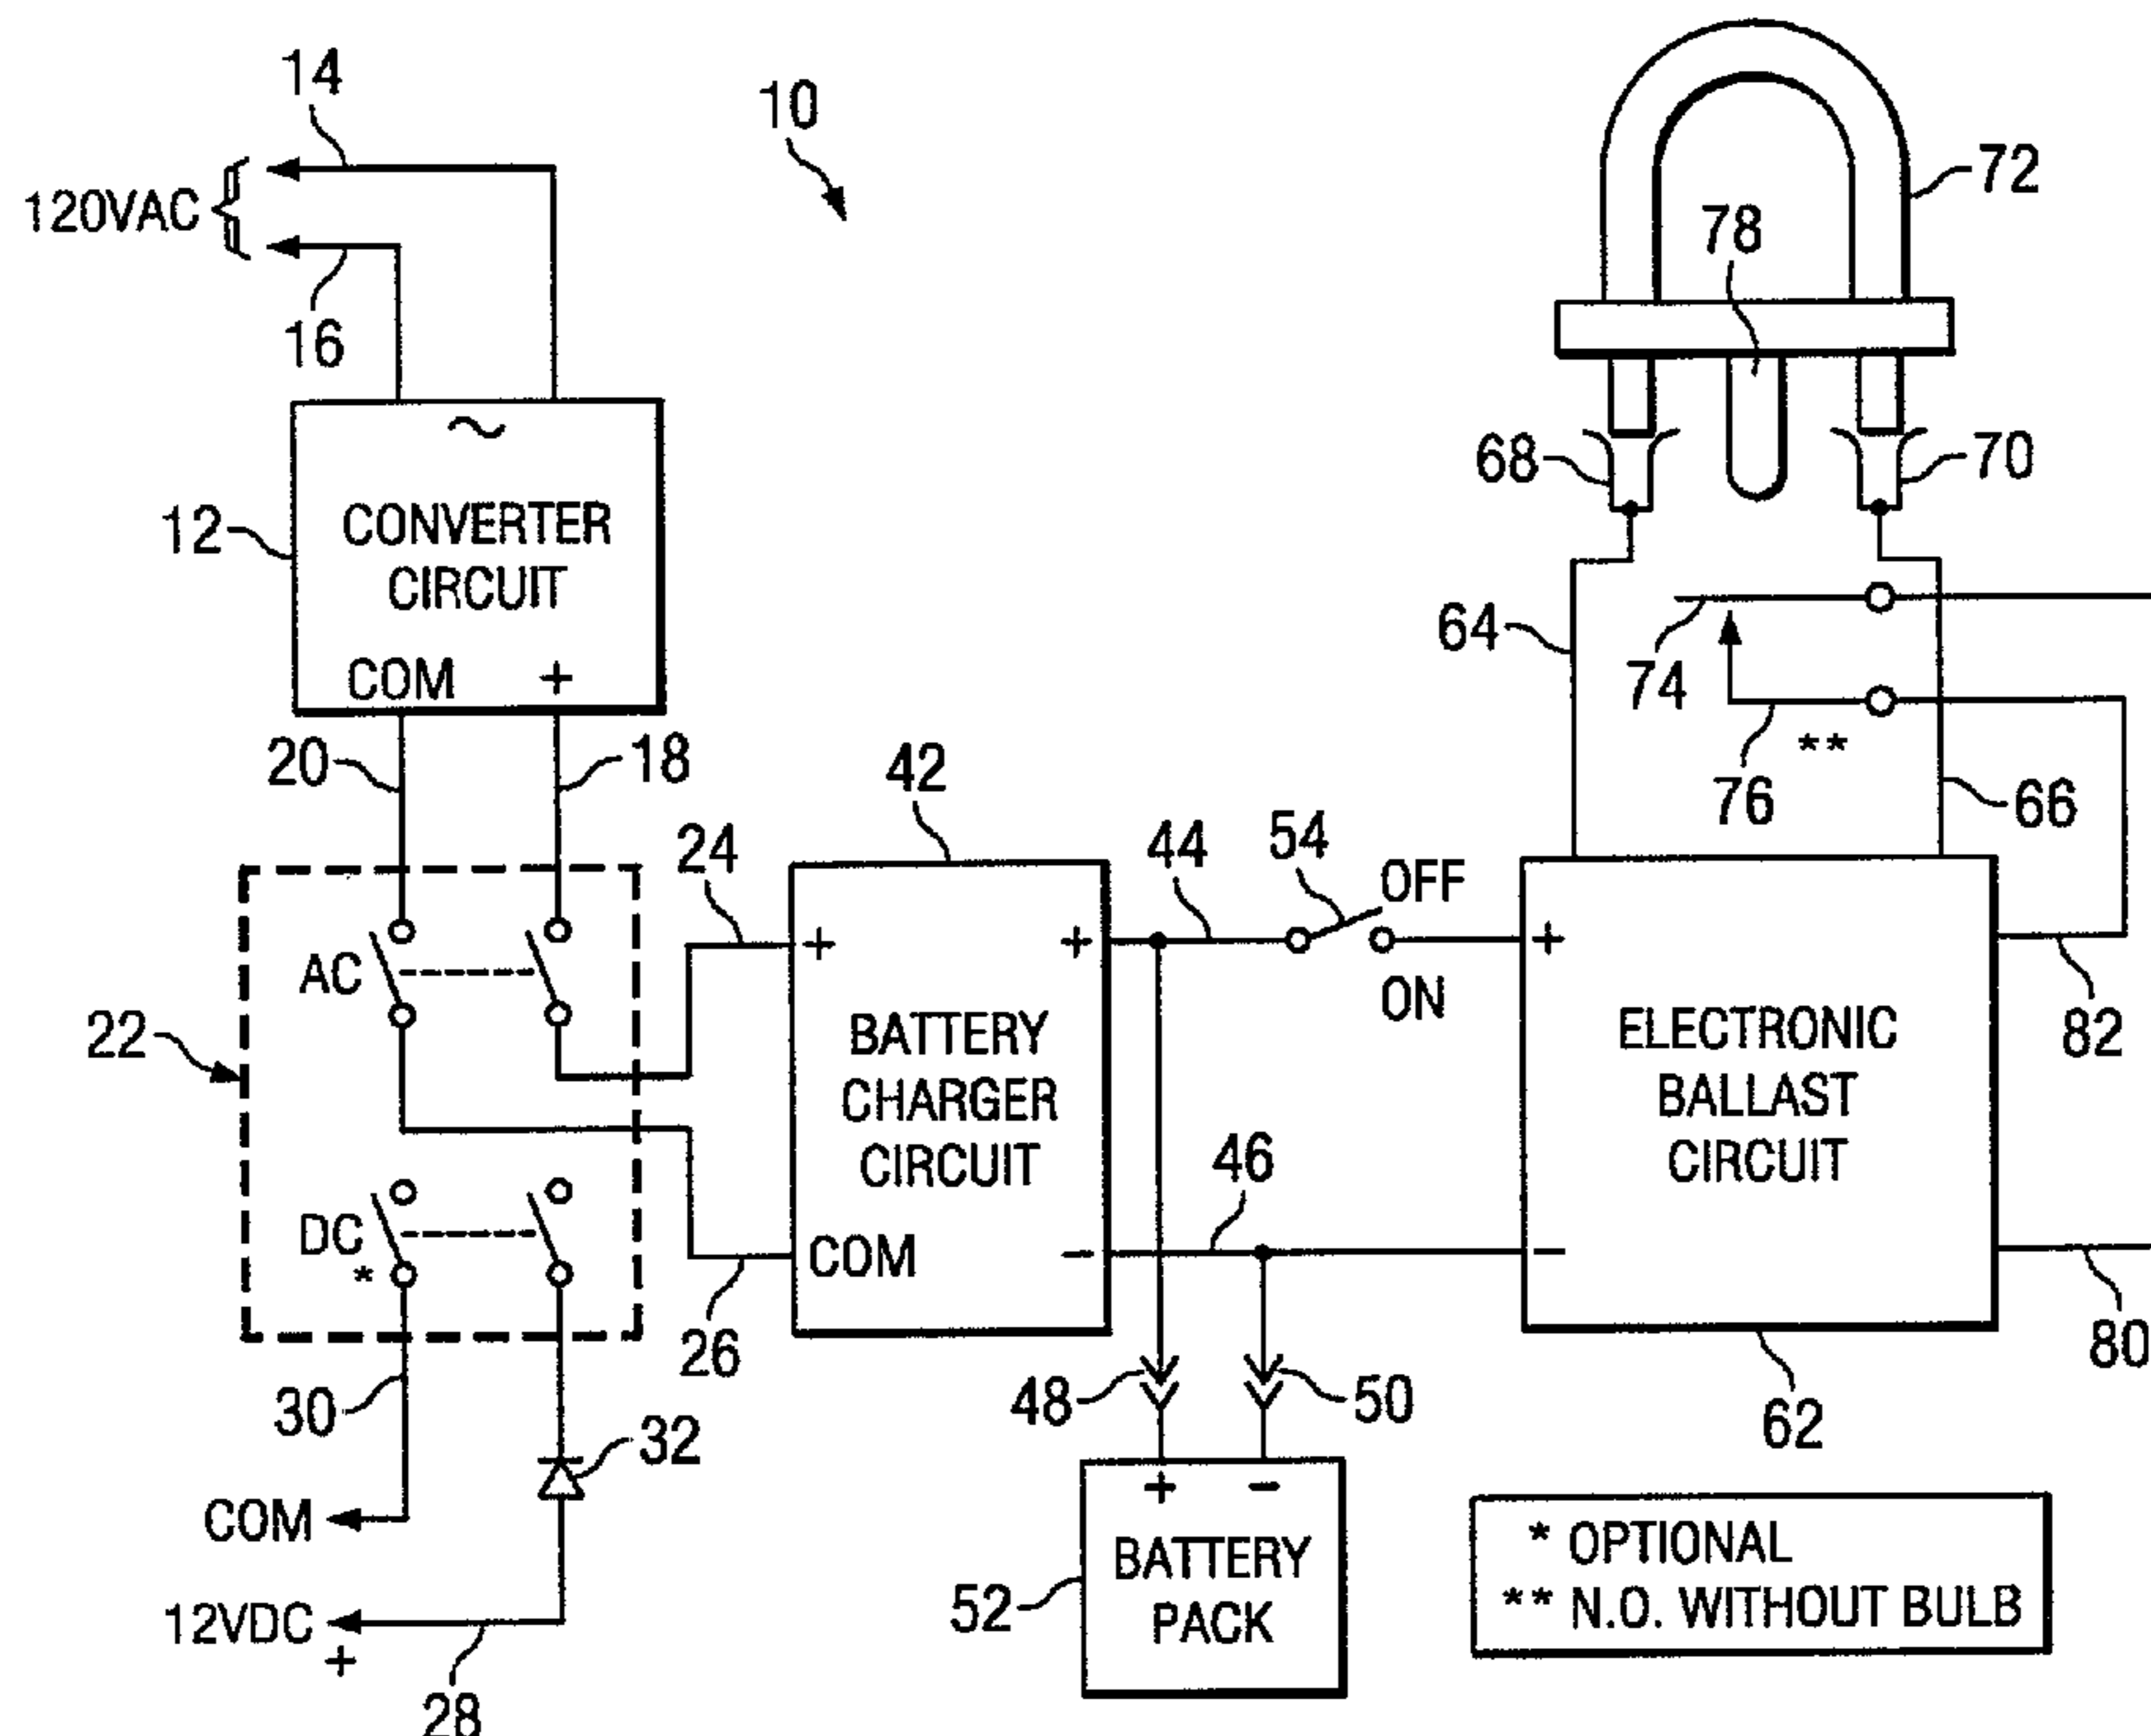 14
10
120VAC
72
78
16
~
68
70
12
CONVERTER
CIRCUIT
64
74
COM +
**
76
20
18
42
66
24
44
54
OFF
+
+
+
AC
ON
82
22
BATTERY
CHARGER
CIRCUIT
ELECTRONIC
BALLAST
CIRCUIT
46
DC
*
COM
-
-
26
80
30
48
50
62
32
+ -
COM
BATTERY
PACK
52
* OPTIONAL
** N.O. WITHOUT BULB
12VDC
+
28